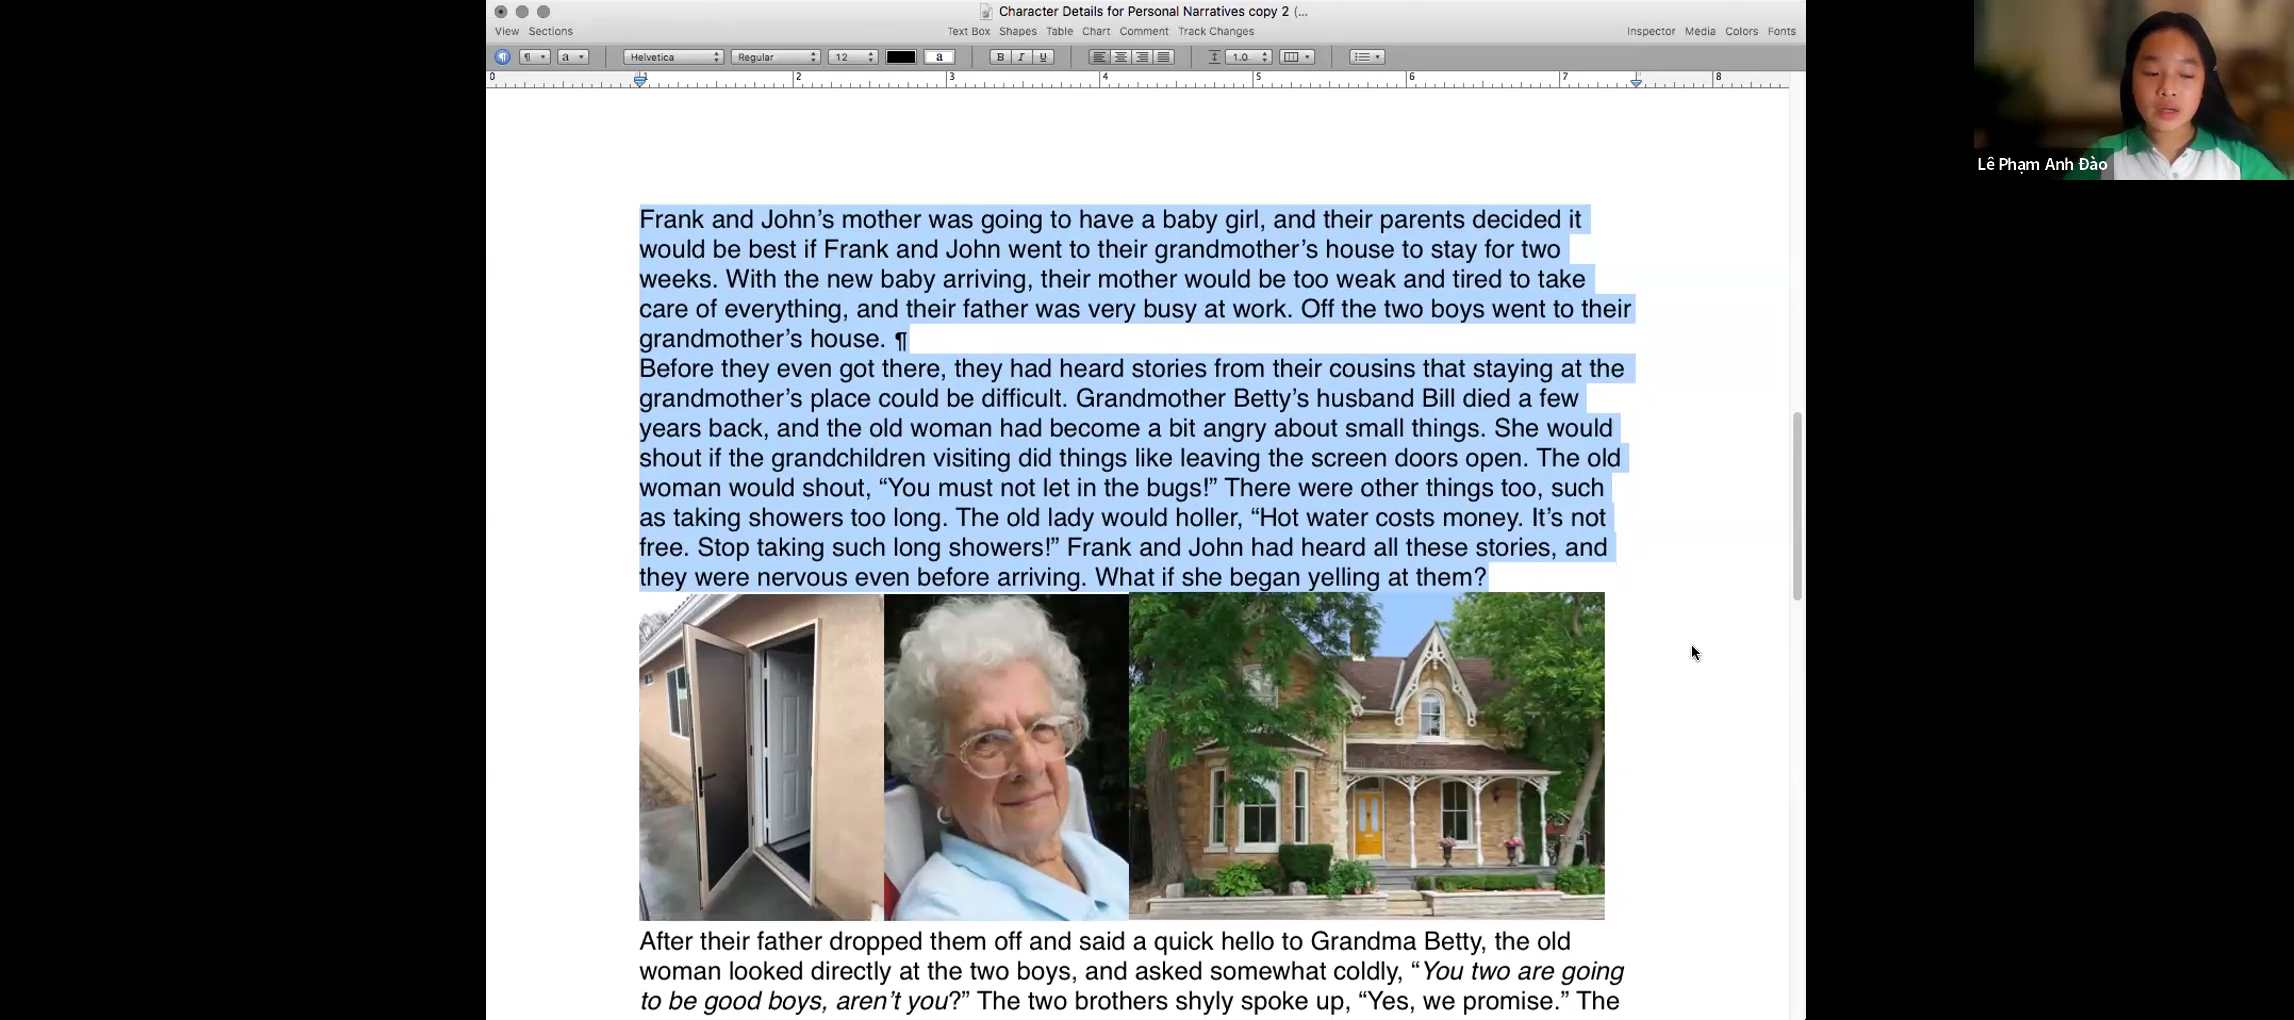 Character Details for Personal Narratives copy 2 (...
View Sections Text Box Shapes Table Chart Comment Track Changes Inspector Media Colors Fonts
¶ ¶ a Helvetica Regular 12 a B I U 1.0
0 1 2 3 4 5 6 7 8
Lê Phạm Anh Đào
Frank and John’s mother was going to have a baby girl, and their parents decided it
would be best if Frank and John went to their grandmother’s house to stay for two
weeks. With the new baby arriving, their mother would be too weak and tired to take
care of everything, and their father was very busy at work. Off the two boys went to their
grandmother’s house. ¶
Before they even got there, they had heard stories from their cousins that staying at the
grandmother’s place could be difficult. Grandmother Betty’s husband Bill died a few
years back, and the old woman had become a bit angry about small things. She would
shout if the grandchildren visiting did things like leaving the screen doors open. The old
woman would shout, “You must not let in the bugs!” There were other things too, such
as taking showers too long. The old lady would holler, “Hot water costs money. It’s not
free. Stop taking such long showers!” Frank and John had heard all these stories, and
they were nervous even before arriving. What if she began yelling at them?
After their father dropped them off and said a quick hello to Grandma Betty, the old
woman looked directly at the two boys, and asked somewhat coldly, “You two are going
to be good boys, aren’t you?” The two brothers shyly spoke up, “Yes, we promise.” The